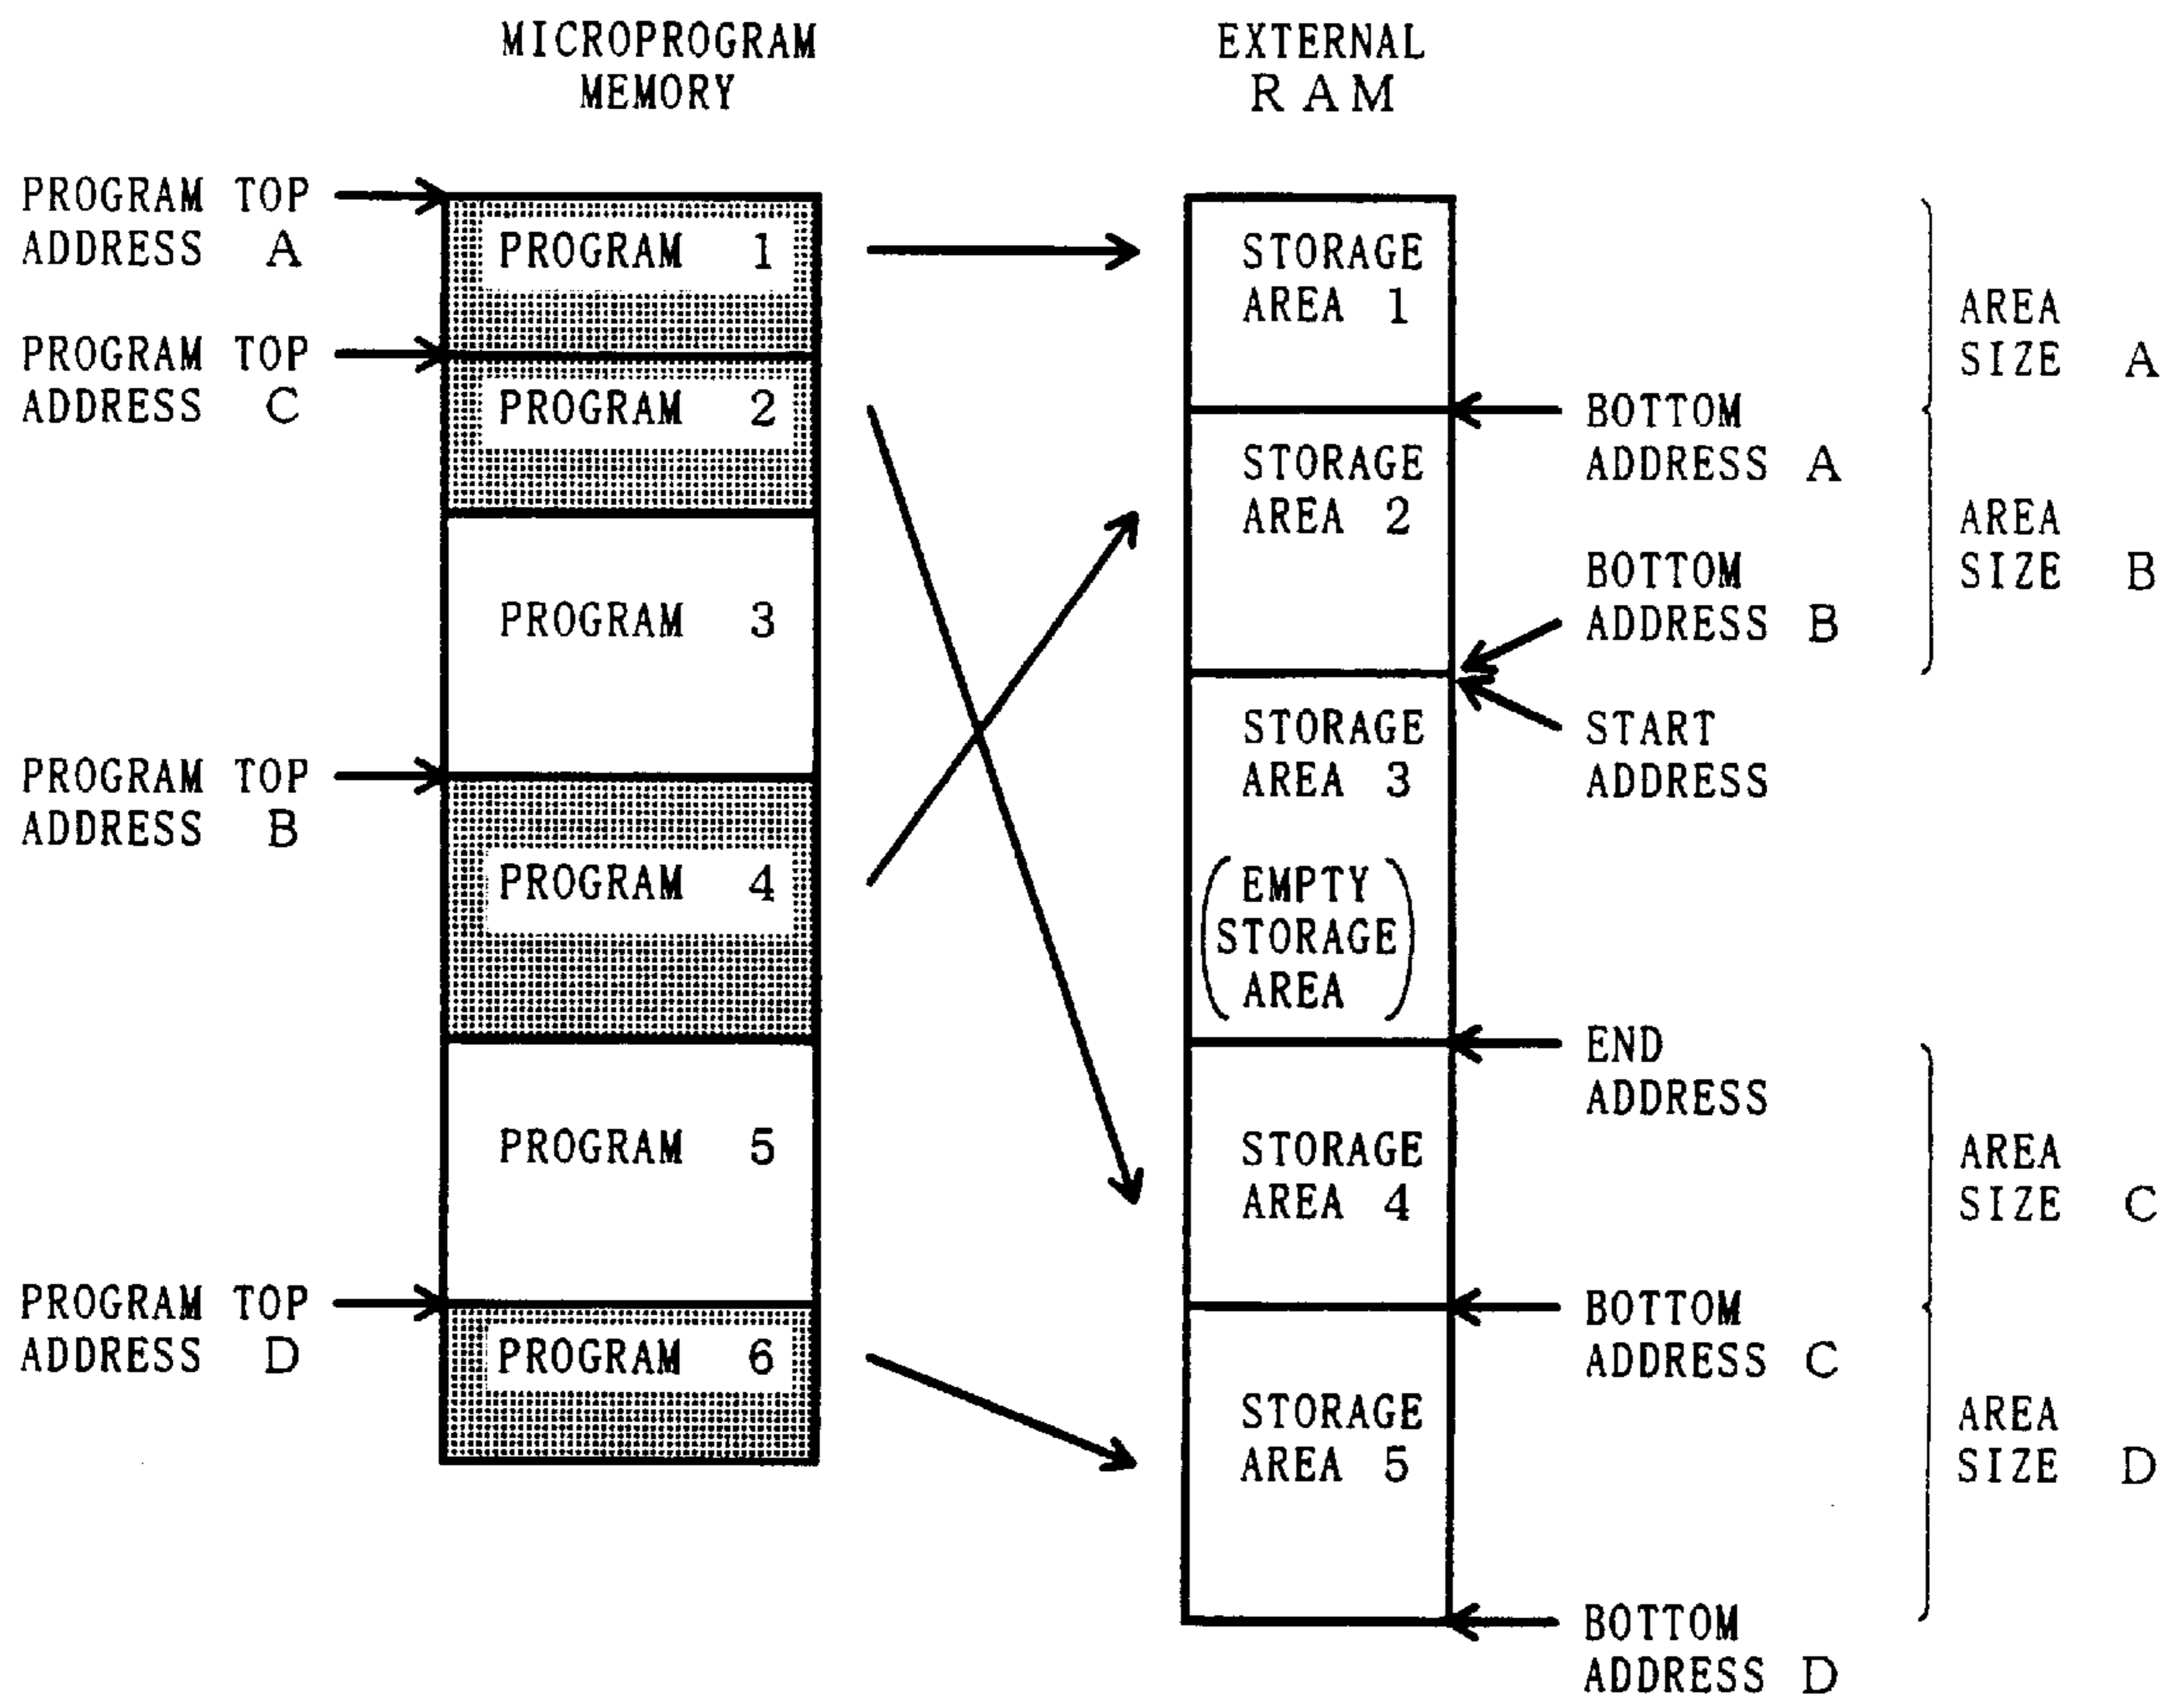 MICROPROGRAM
MEMORY
EXTERNAL
RAM
PROGRAM TOP
ADDRESS A
PROGRAM TOP
ADDRESS C
PROGRAM TOP
ADDRESS B
PROGRAM TOP
ADDRESS D
PROGRAM 1
PROGRAM 2
PROGRAM 3
PROGRAM 4
PROGRAM 5
PROGRAM 6
STORAGE
AREA 1
STORAGE
AREA 2
STORAGE
AREA 3
(EMPTY
STORAGE
AREA)
STORAGE
AREA 4
STORAGE
AREA 5
BOTTOM
ADDRESS A
BOTTOM
ADDRESS B
START
ADDRESS
END
ADDRESS
BOTTOM
ADDRESS C
BOTTOM
ADDRESS D
AREA
SIZE A
AREA
SIZE B
AREA
SIZE C
AREA
SIZE D